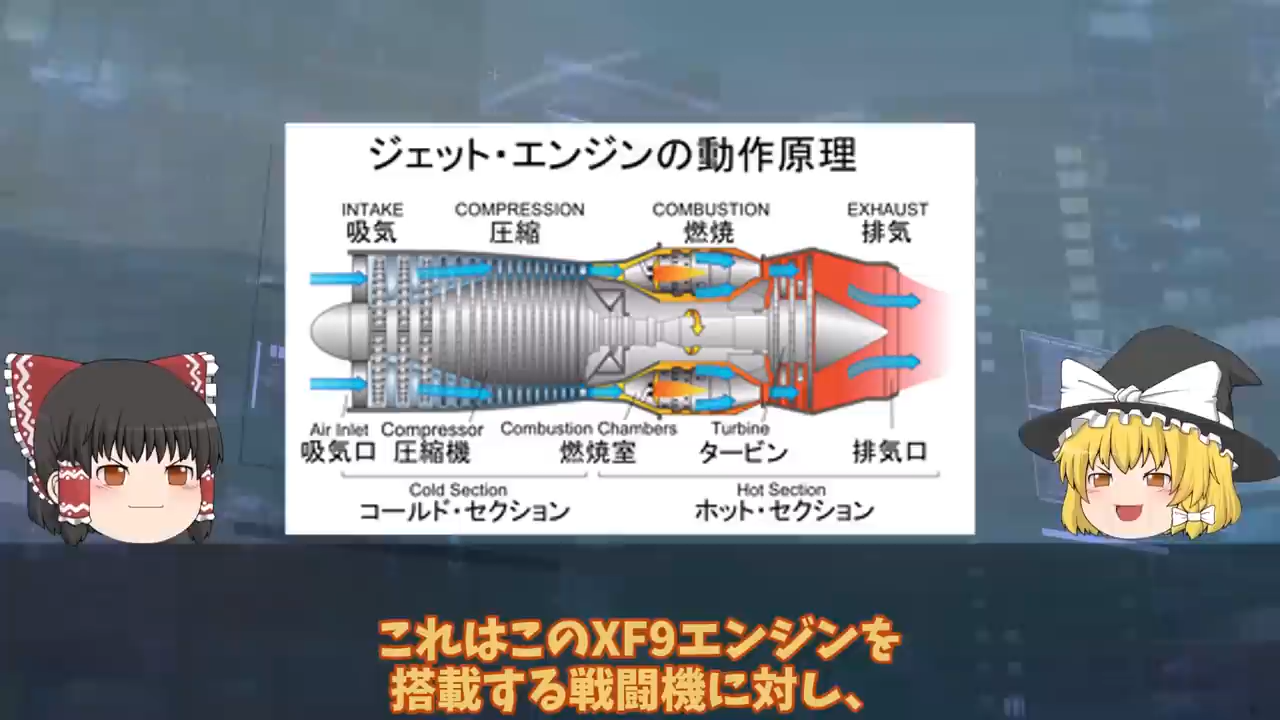 ジェット・エンジンの動作原理
INTAKE COMPRESSION COMBUSTION EXHAUST
吸気 圧縮 燃焼 排気
Air Inlet Compressor Combustion Chambers Turbine
吸気口 圧縮機 燃焼室 タービン 排気口
Cold Section Hot Section
コールド・セクション ホット・セクション
これはこのXF9エンジンを
搭載する戦闘機に対し、